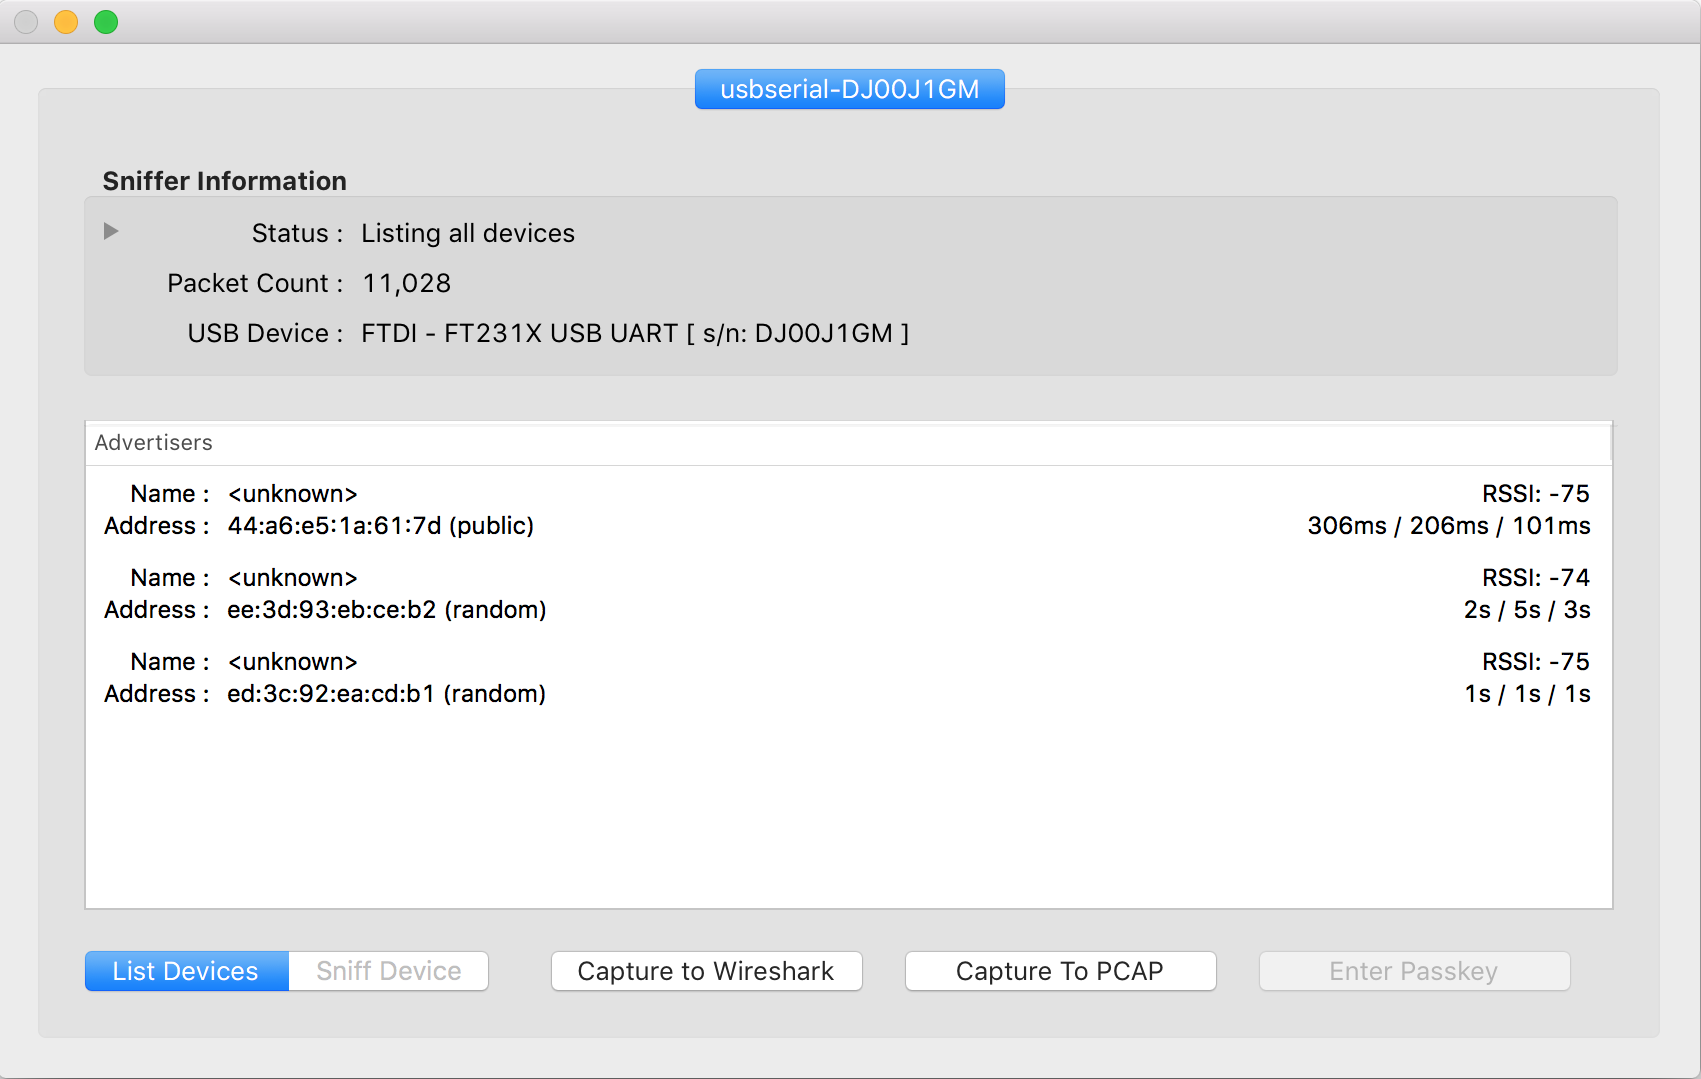 usbserial-DJ00J1GM
Sniffer Information
Status : Listing all devices
Packet Count : 11,028
USB Device : FTDI - FT231X USB UART [ s/n: DJ00J1GM ]
Advertisers
Name : <unknown> RSSI: -75
Address : 44:a6:e5:1a:61:7d (public) 306ms / 206ms / 101ms
Name : <unknown> RSSI: -74
Address : ee:3d:93:eb:ce:b2 (random) 2s / 5s / 3s
Name : <unknown> RSSI: -75
Address : ed:3c:92:ea:cd:b1 (random) 1s / 1s / 1s
List Devices Sniff Device Capture to Wireshark Capture To PCAP Enter Passkey